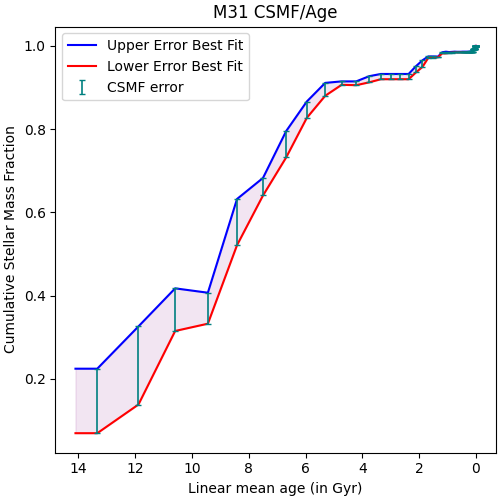 M31 CSMF/Age
Upper Error Best Fit
Lower Error Best Fit
CSMF error
Cumulative Stellar Mass Fraction
1.0
0.8
0.6
0.4
0.2
14 12 10 8 6 4 2 0
Linear mean age (in Gyr)